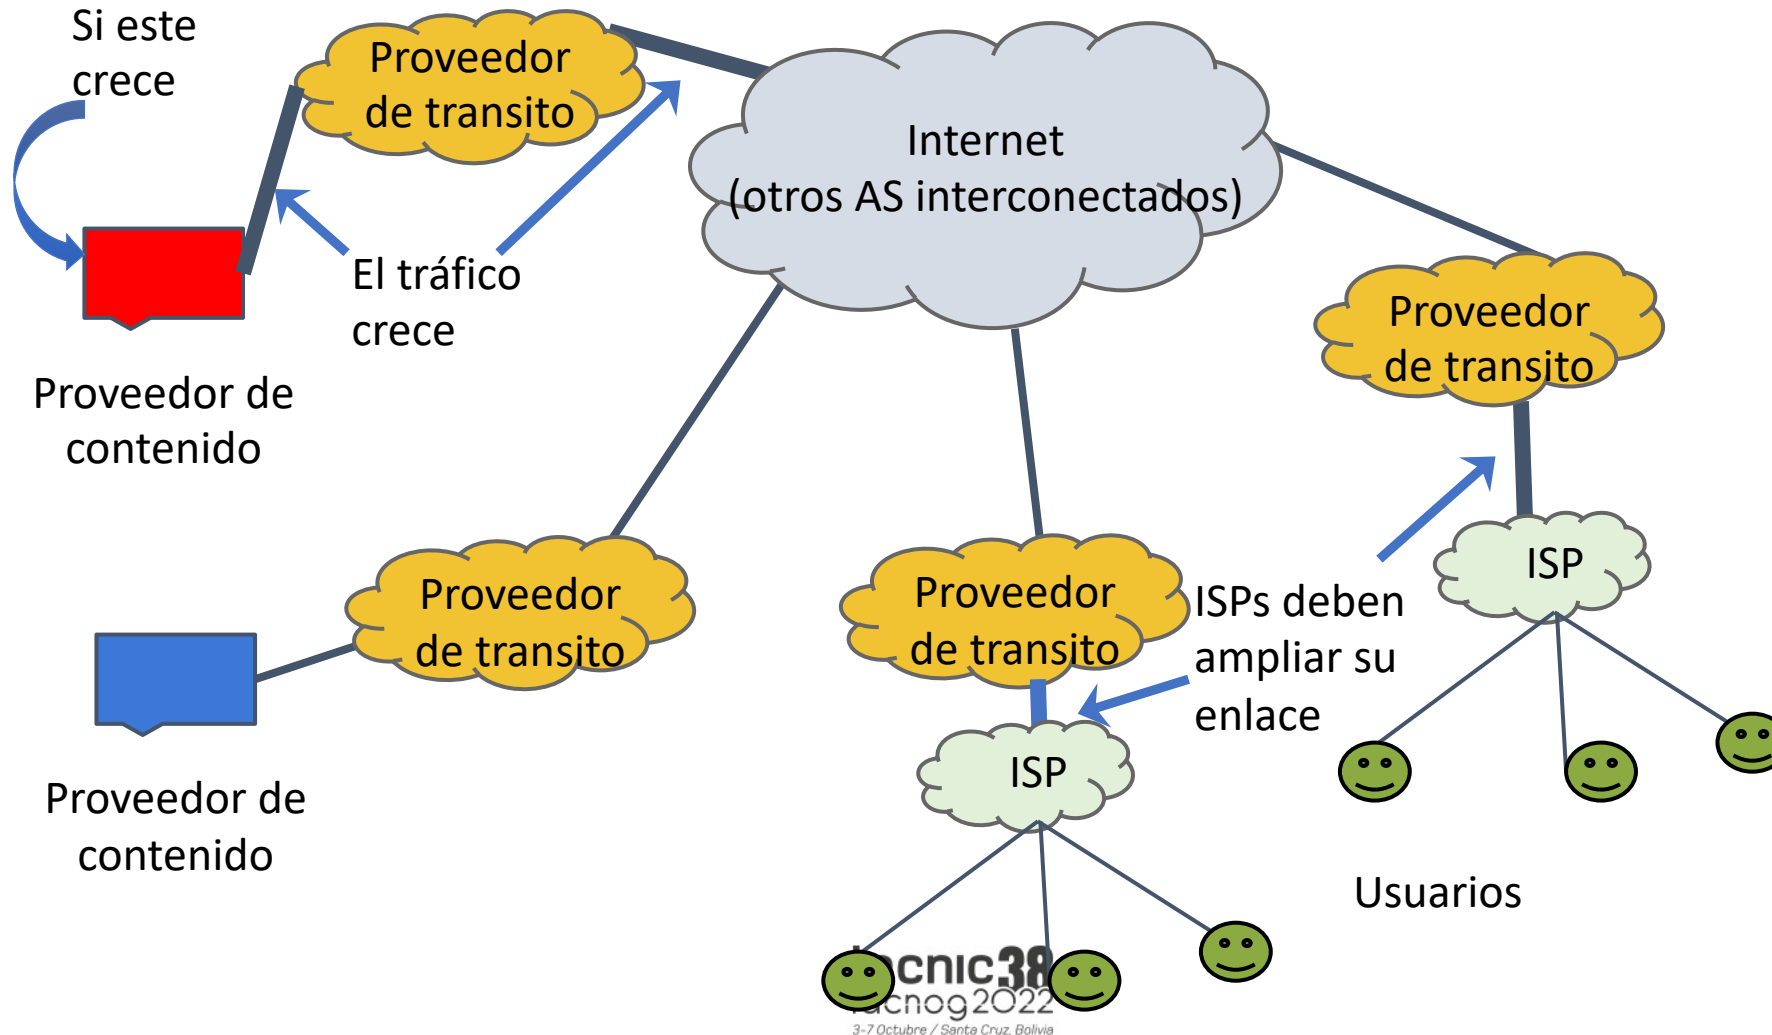 Si este
crece
Proveedor
de transito
Internet
(otros AS interconectados)
El tráfico
crece
Proveedor
de transito
Proveedor de
contenido
Proveedor
de transito
Proveedor
de transito
ISPs deben
ampliar su
enlace
ISP
ISP
Proveedor de
contenido
Usuarios
lacnic38
lacnog2022
3-7 Octubre / Santa Cruz, Bolivia